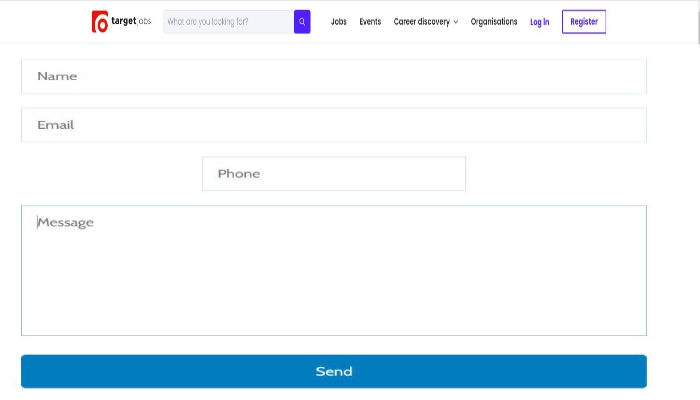 targetjobs What are you looking for? Jobs Events Career discovery Organisations Log in Register
Name
Email
Phone
Message
Send